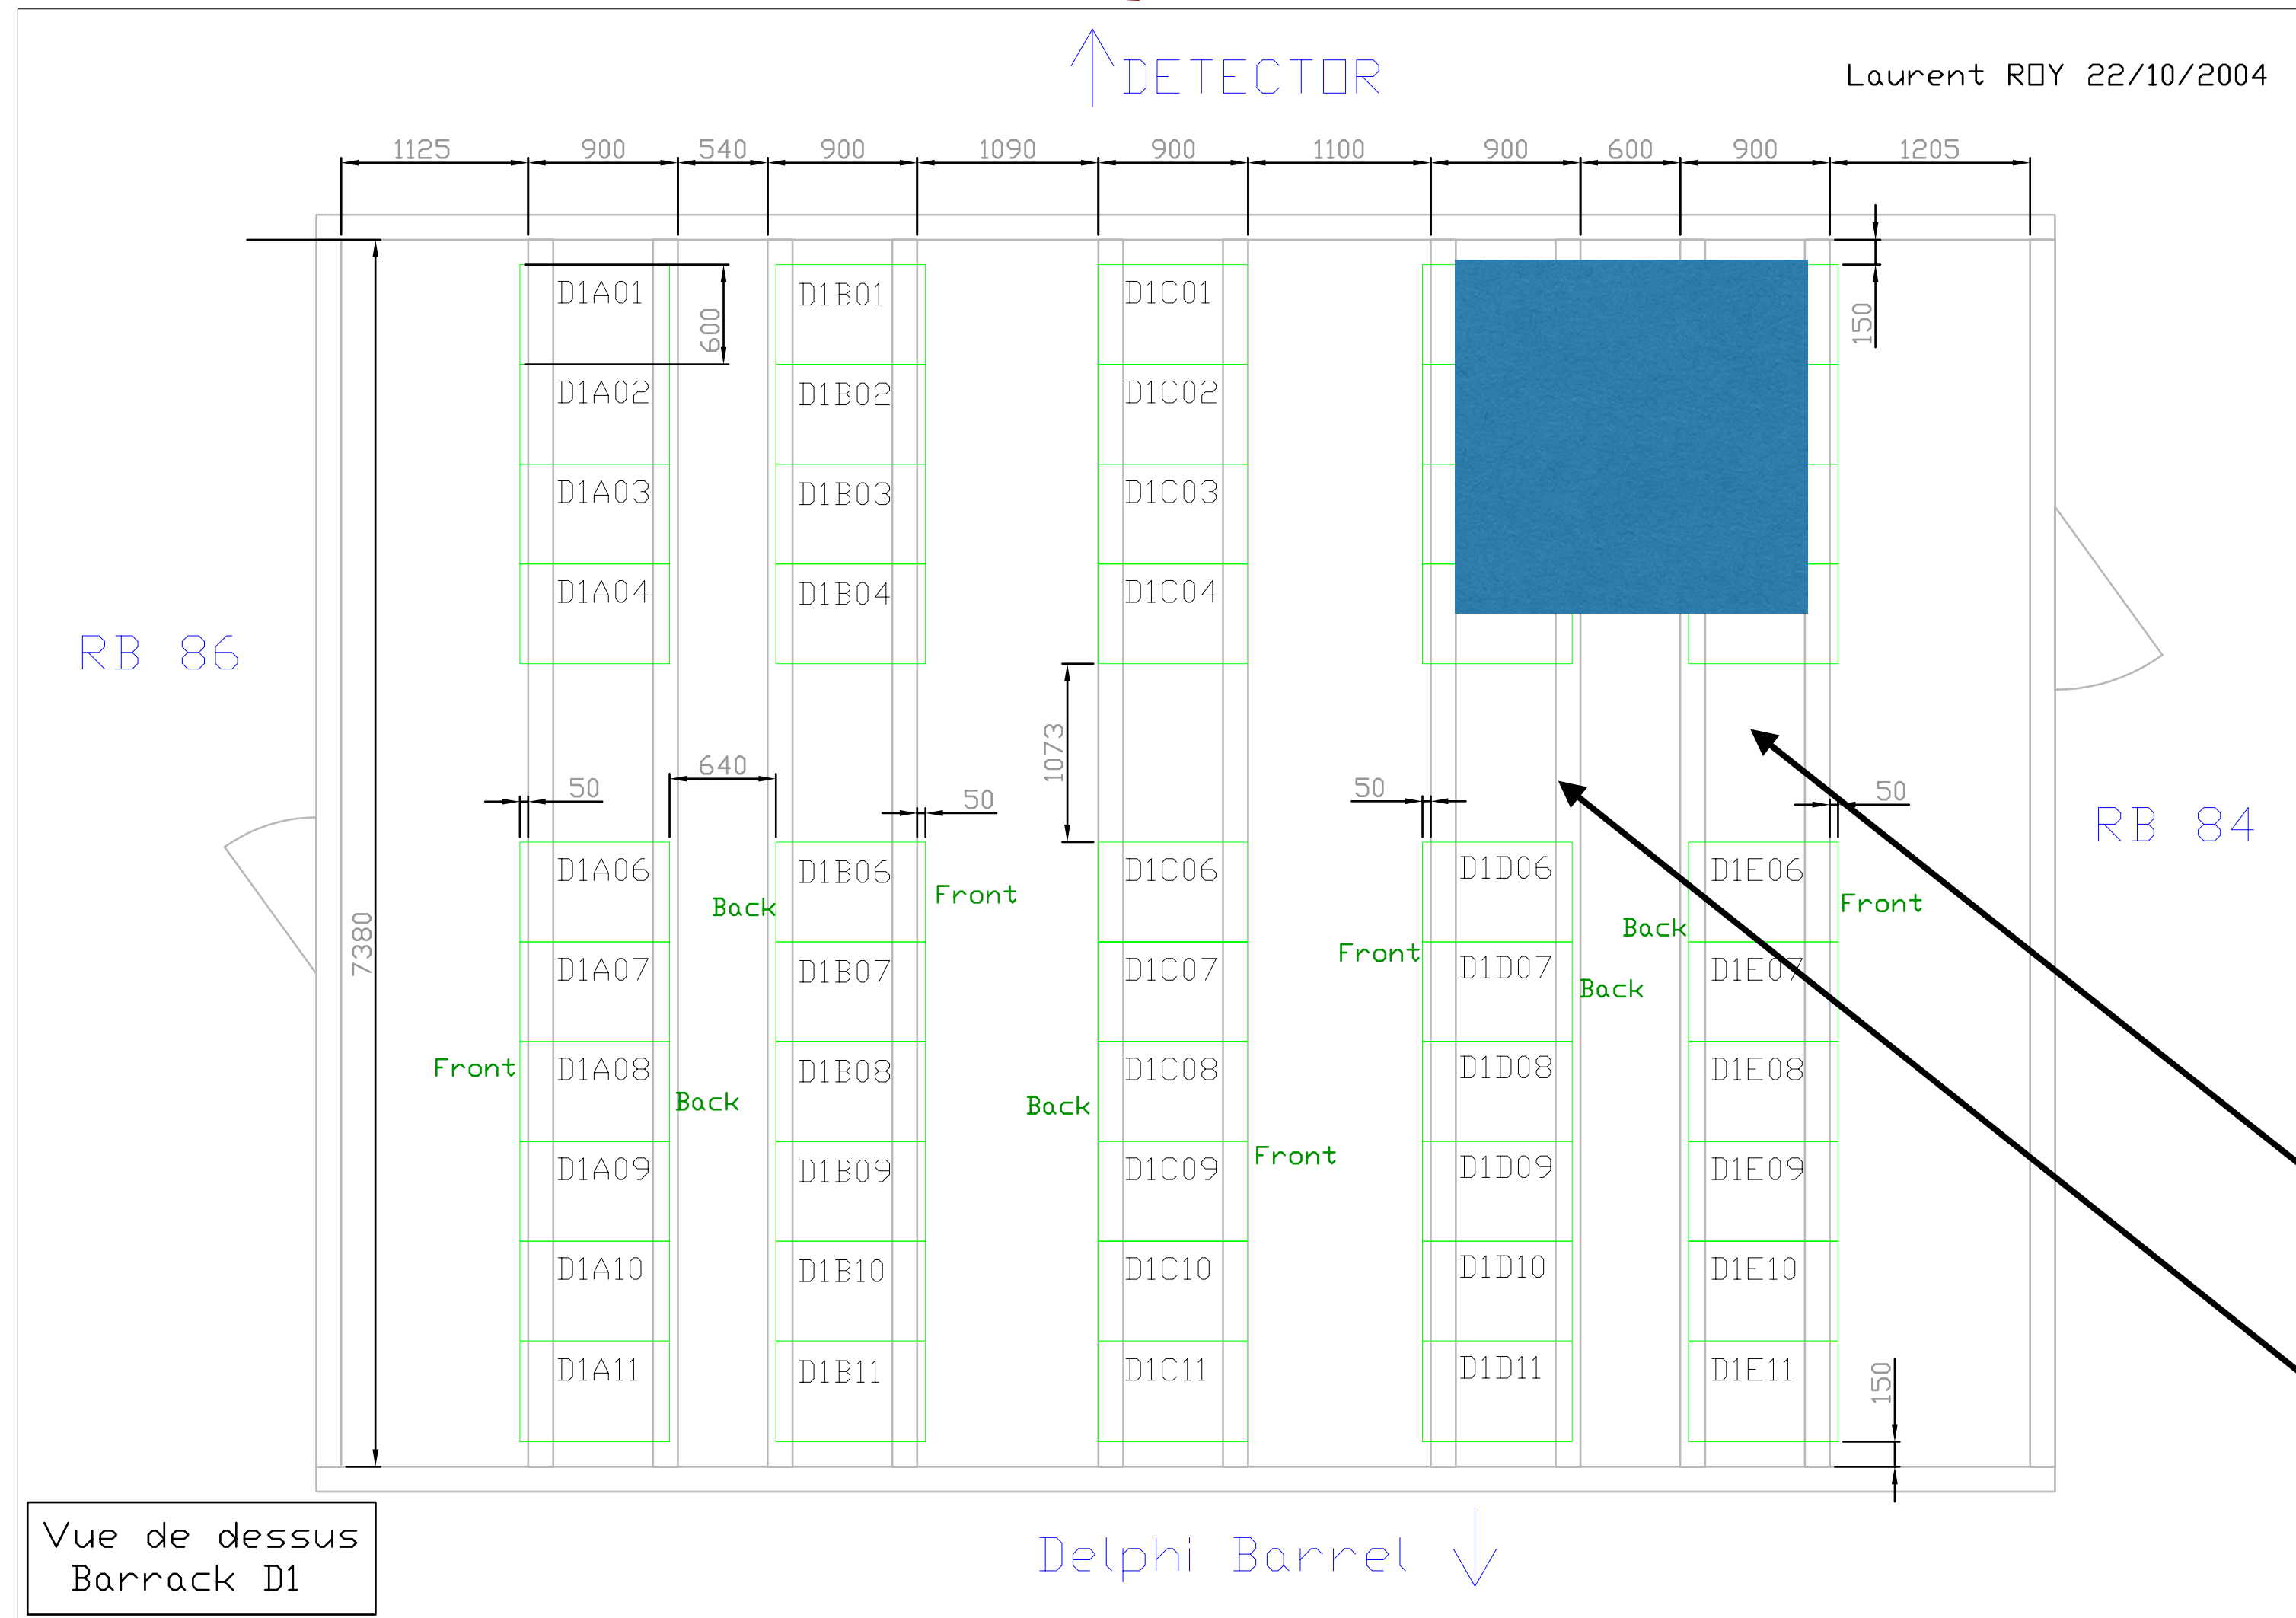 DETECTOR
Laurent ROY 22/10/2004
1125 900 540 900 1090 900 1100 900 600 900 1205
D1A01 D1B01 D1C01
600 150
D1A02 D1B02 D1C02
D1A03 D1B03 D1C03
D1A04 D1B04 D1C04
RB 86
1073
640
50 50 50 50
RB 84
D1A06 D1B06 D1C06 D1D06 D1E06
Back Front Front
Back
7380
Front
D1A07 D1B07 D1C07 D1D07 D1E07
Back
Front D1A08 D1B08 D1C08 D1D08 D1E08
Back Back
Front
D1A09 D1B09 D1C09 D1D09 D1E09
D1A10 D1B10 D1C10 D1D10 D1E10
D1A11 D1B11 D1C11 D1D11 D1E11
150
Vue de dessus
Barrack D1
Delphi Barrel